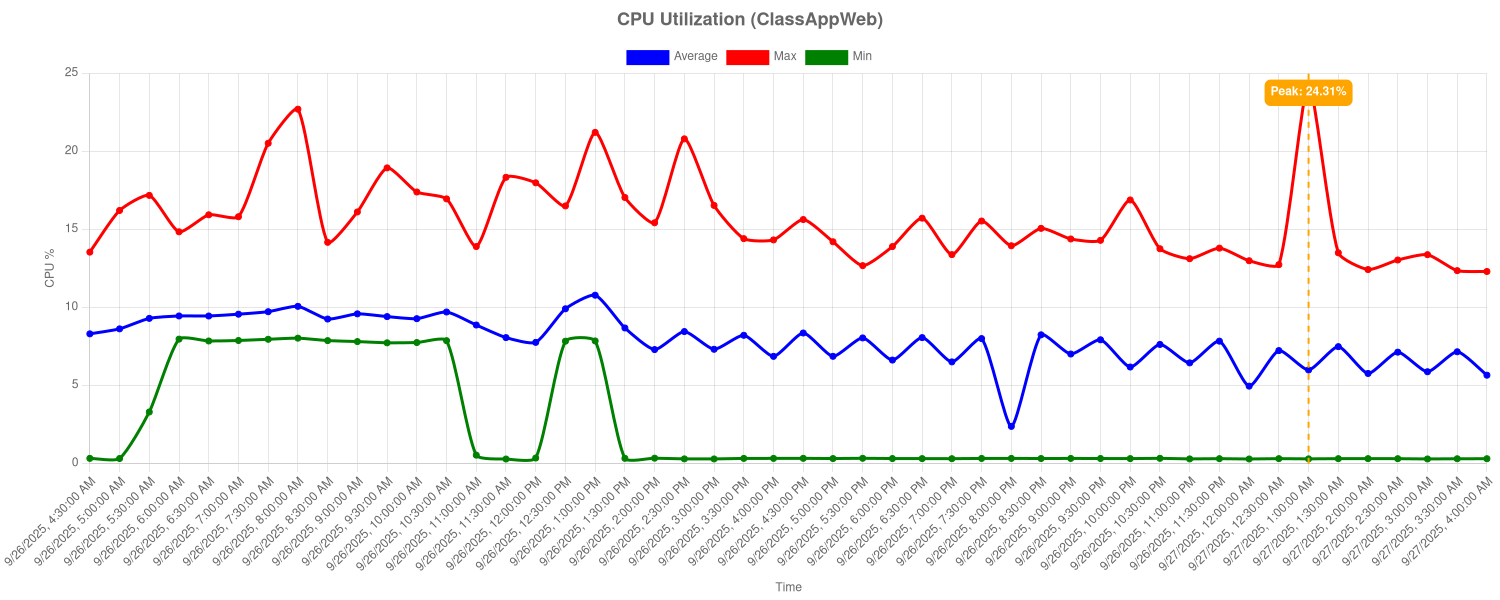 CPU Utilization (ClassAppWeb)
Average
Max
Min
25
20
15
10
5
0
CPU %
Peak: 24.31%
9/26/2025, 4:30:00 AM
9/26/2025, 5:00:00 AM
9/26/2025, 5:30:00 AM
9/26/2025, 6:00:00 AM
9/26/2025, 6:30:00 AM
9/26/2025, 7:00:00 AM
9/26/2025, 7:30:00 AM
9/26/2025, 8:00:00 AM
9/26/2025, 8:30:00 AM
9/26/2025, 9:00:00 AM
9/26/2025, 9:30:00 AM
9/26/2025, 10:00:00 AM
9/26/2025, 10:30:00 AM
9/26/2025, 11:00:00 AM
9/26/2025, 11:30:00 AM
9/26/2025, 12:00:00 PM
9/26/2025, 12:30:00 PM
9/26/2025, 1:00:00 PM
9/26/2025, 1:30:00 PM
9/26/2025, 2:00:00 PM
9/26/2025, 2:30:00 PM
9/26/2025, 3:00:00 PM
9/26/2025, 3:30:00 PM
9/26/2025, 4:00:00 PM
9/26/2025, 4:30:00 PM
9/26/2025, 5:00:00 PM
9/26/2025, 5:30:00 PM
9/26/2025, 6:00:00 PM
9/26/2025, 6:30:00 PM
9/26/2025, 7:00:00 PM
9/26/2025, 7:30:00 PM
9/26/2025, 8:00:00 PM
9/26/2025, 8:30:00 PM
9/26/2025, 9:00:00 PM
9/26/2025, 9:30:00 PM
9/26/2025, 10:00:00 PM
9/26/2025, 10:30:00 PM
9/26/2025, 11:00:00 PM
9/26/2025, 11:30:00 PM
9/27/2025, 12:00:00 AM
9/27/2025, 12:30:00 AM
9/27/2025, 1:00:00 AM
9/27/2025, 1:30:00 AM
9/27/2025, 2:00:00 AM
9/27/2025, 2:30:00 AM
9/27/2025, 3:00:00 AM
9/27/2025, 3:30:00 AM
9/27/2025, 4:00:00 AM
Time